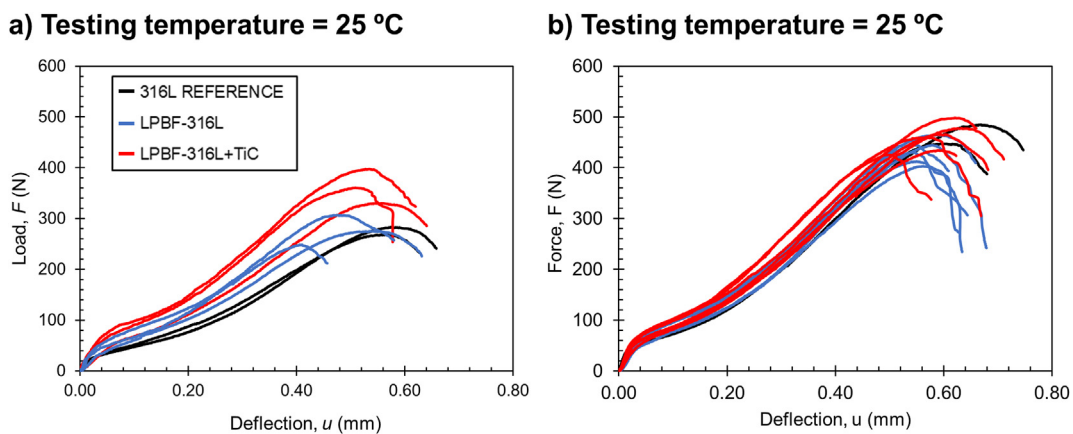 a) Testing temperature = 25 ºC
600
500
400
300
200
100
0
0.00
0.20
0.40
0.60
0.80
Load, F (N)
Deflection, u (mm)
316L REFERENCE
LPBF-316L
LPBF-316L+TiC
b) Testing temperature = 25 ºC
600
500
400
300
200
100
0
0.00
0.20
0.40
0.60
0.80
Force, F (N)
Deflection, u (mm)